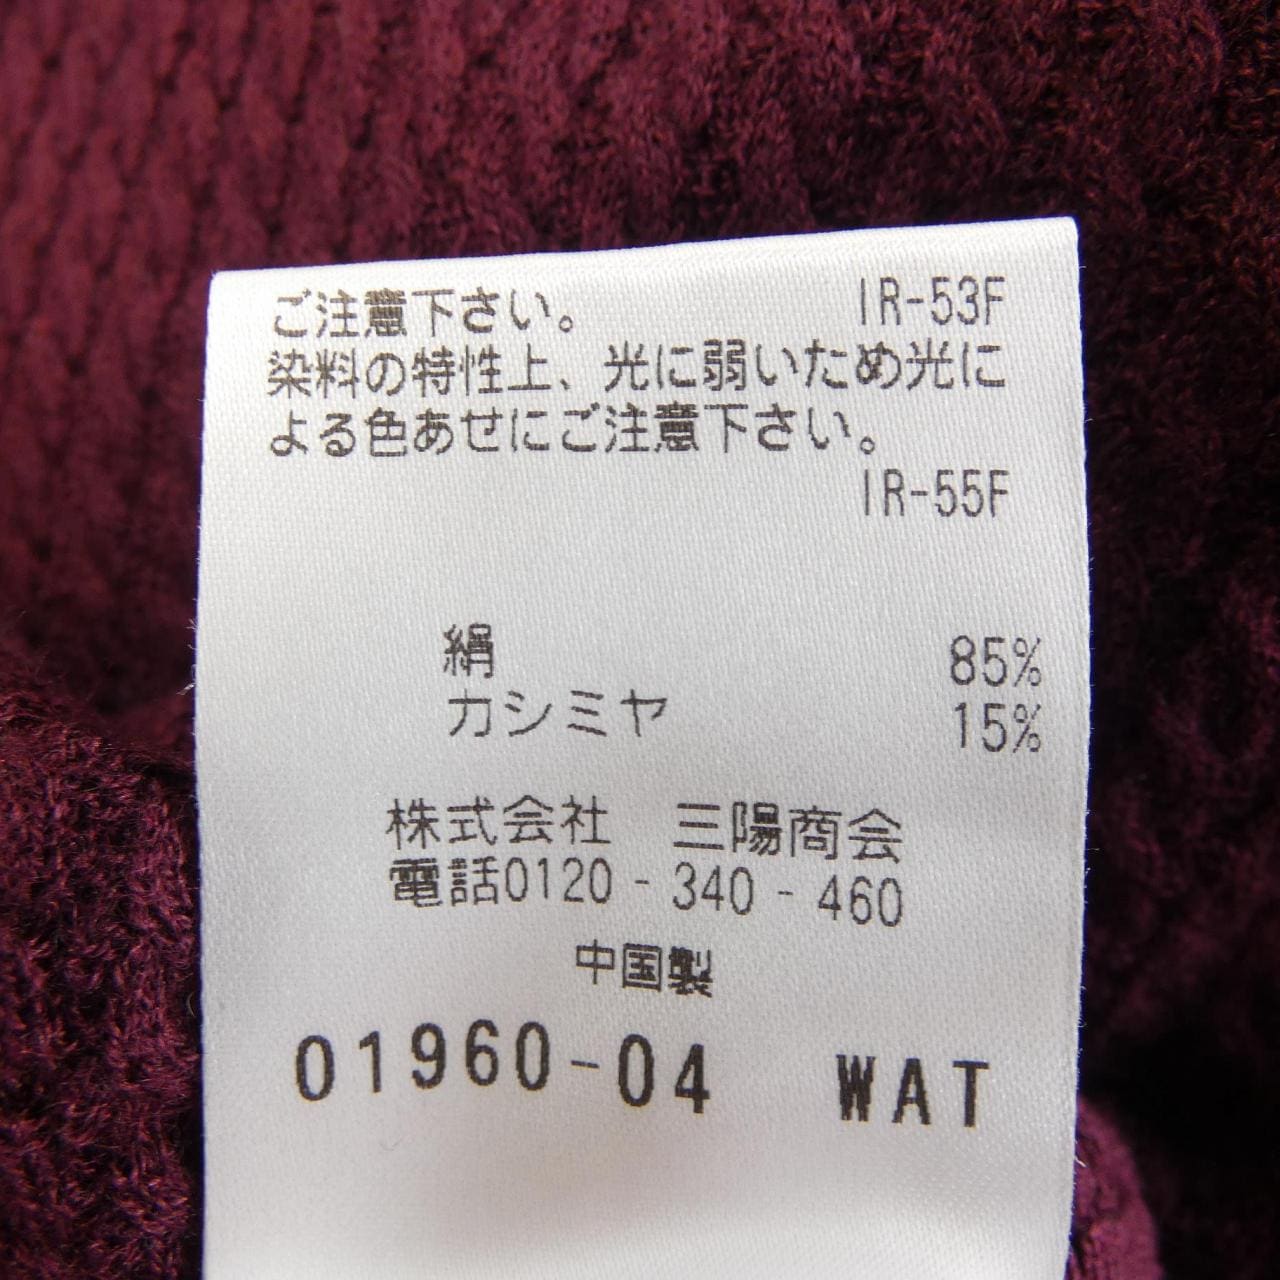 ご注意下さい。 IR-53F
染料の特性上、光に弱いため光に
よる色あせにご注意下さい。
IR-55F
絹 85%
カシミヤ 15%
株式会社 三陽商会
電話0120-340-460
中国製
01960-04 WAT